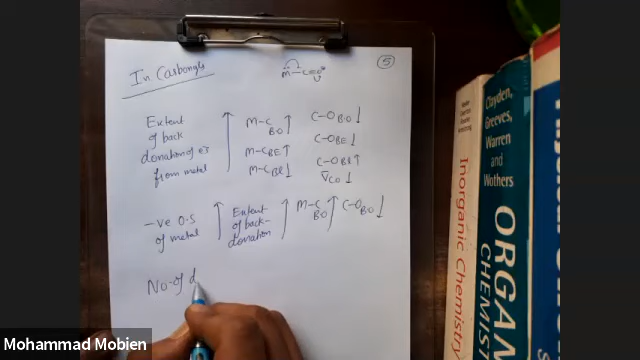 In Carbonyls
M — C≡O
5
Extent
of back
donation of es
from metal
M-C BO ↑
M-C BE ↑
M-C BL ↓
C-O BO ↓
C-O BE ↓
C-O BL ↑
ν̅CO ↓
-ve O.S
of metal
Extent
of back-
donation
M-C BO
C-O BO ↓
No. of d
Inorganic Chemistry
Clayden,
Greeves,
Warren
and
Wothers
ORGAN
CHEMISTRY
Mohammad Mobien